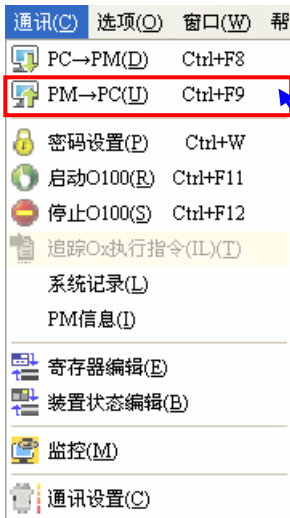 通讯(C) 选项(O) 窗口(W) 帮
PC→PM(D) Ctrl+F8
PM→PC(U) Ctrl+F9
密码设置(P) Ctrl+W
启动O100(R) Ctrl+F11
停止O100(S) Ctrl+F12
追踪Ox执行指令(IL)(T)
系统记录(L)
PM信息(I)
寄存器编辑(E)
装置状态编辑(B)
监控(M)
通讯设置(C)